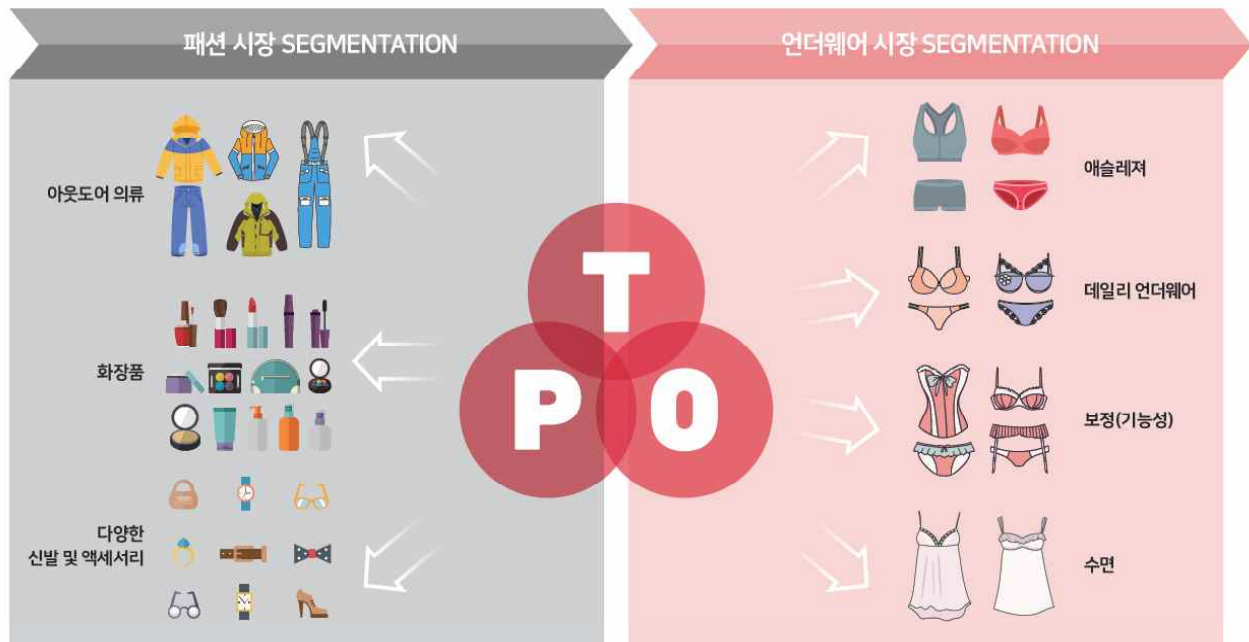 패션 시장 SEGMENTATION
언더웨어 시장 SEGMENTATION
아웃도어 의류
화장품
다양한
신발 및 액세서리
T
P
O
애슬레져
데일리 언더웨어
보정(기능성)
수면